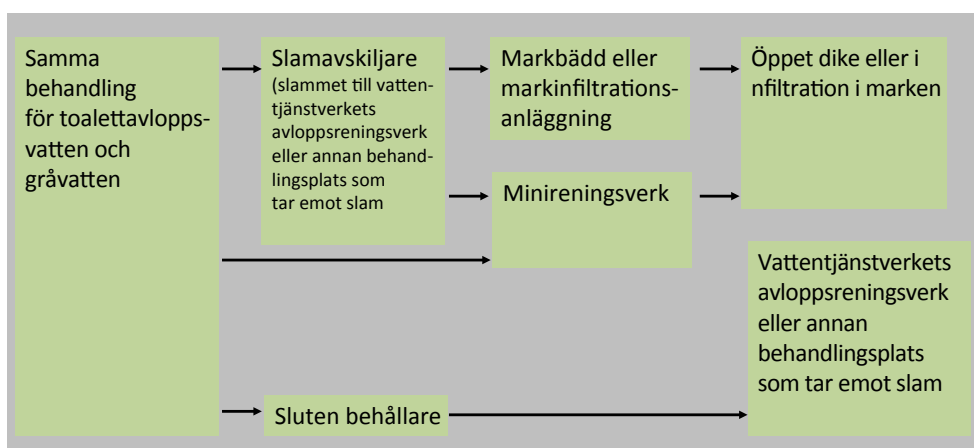 Samma
behandling
för toalettavlopps-
vatten och
gråvatten
Slamavskiljare
(slammet till vatten-
tjänstverkets
avloppsreningsverk
eller annan behand-
lingsplats som
tar emot slam
Markbädd eller
markinfiltrations-
anläggning
Öppet dike eller i
nfiltration i marken
Minireningsverk
Vattentjänstverkets
avloppsreningsverk
eller annan
behandlingsplats
som tar emot slam
Sluten behållare